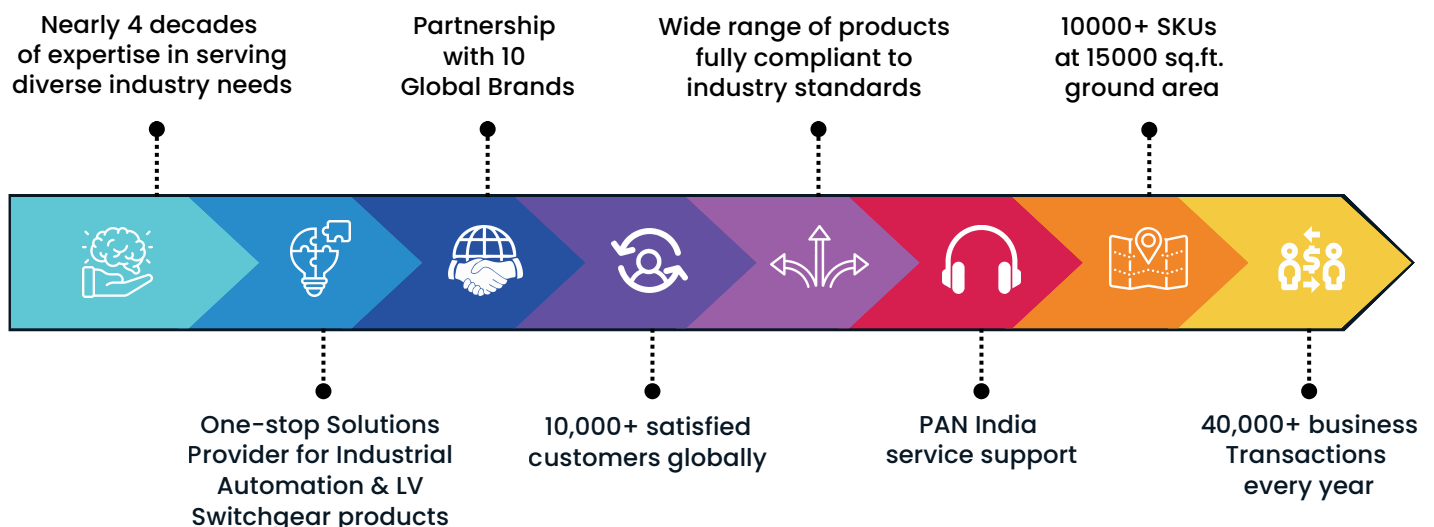 Nearly 4 decades
of expertise in serving
diverse industry needs
Partnership
with 10
Global Brands
Wide range of products
fully compliant to
industry standards
10000+ SKUs
at 15000 sq.ft.
ground area
$
One-stop Solutions
Provider for Industrial
Automation & LV
Switchgear products
10,000+ satisfied
customers globally
PAN India
service support
40,000+ business
Transactions
every year